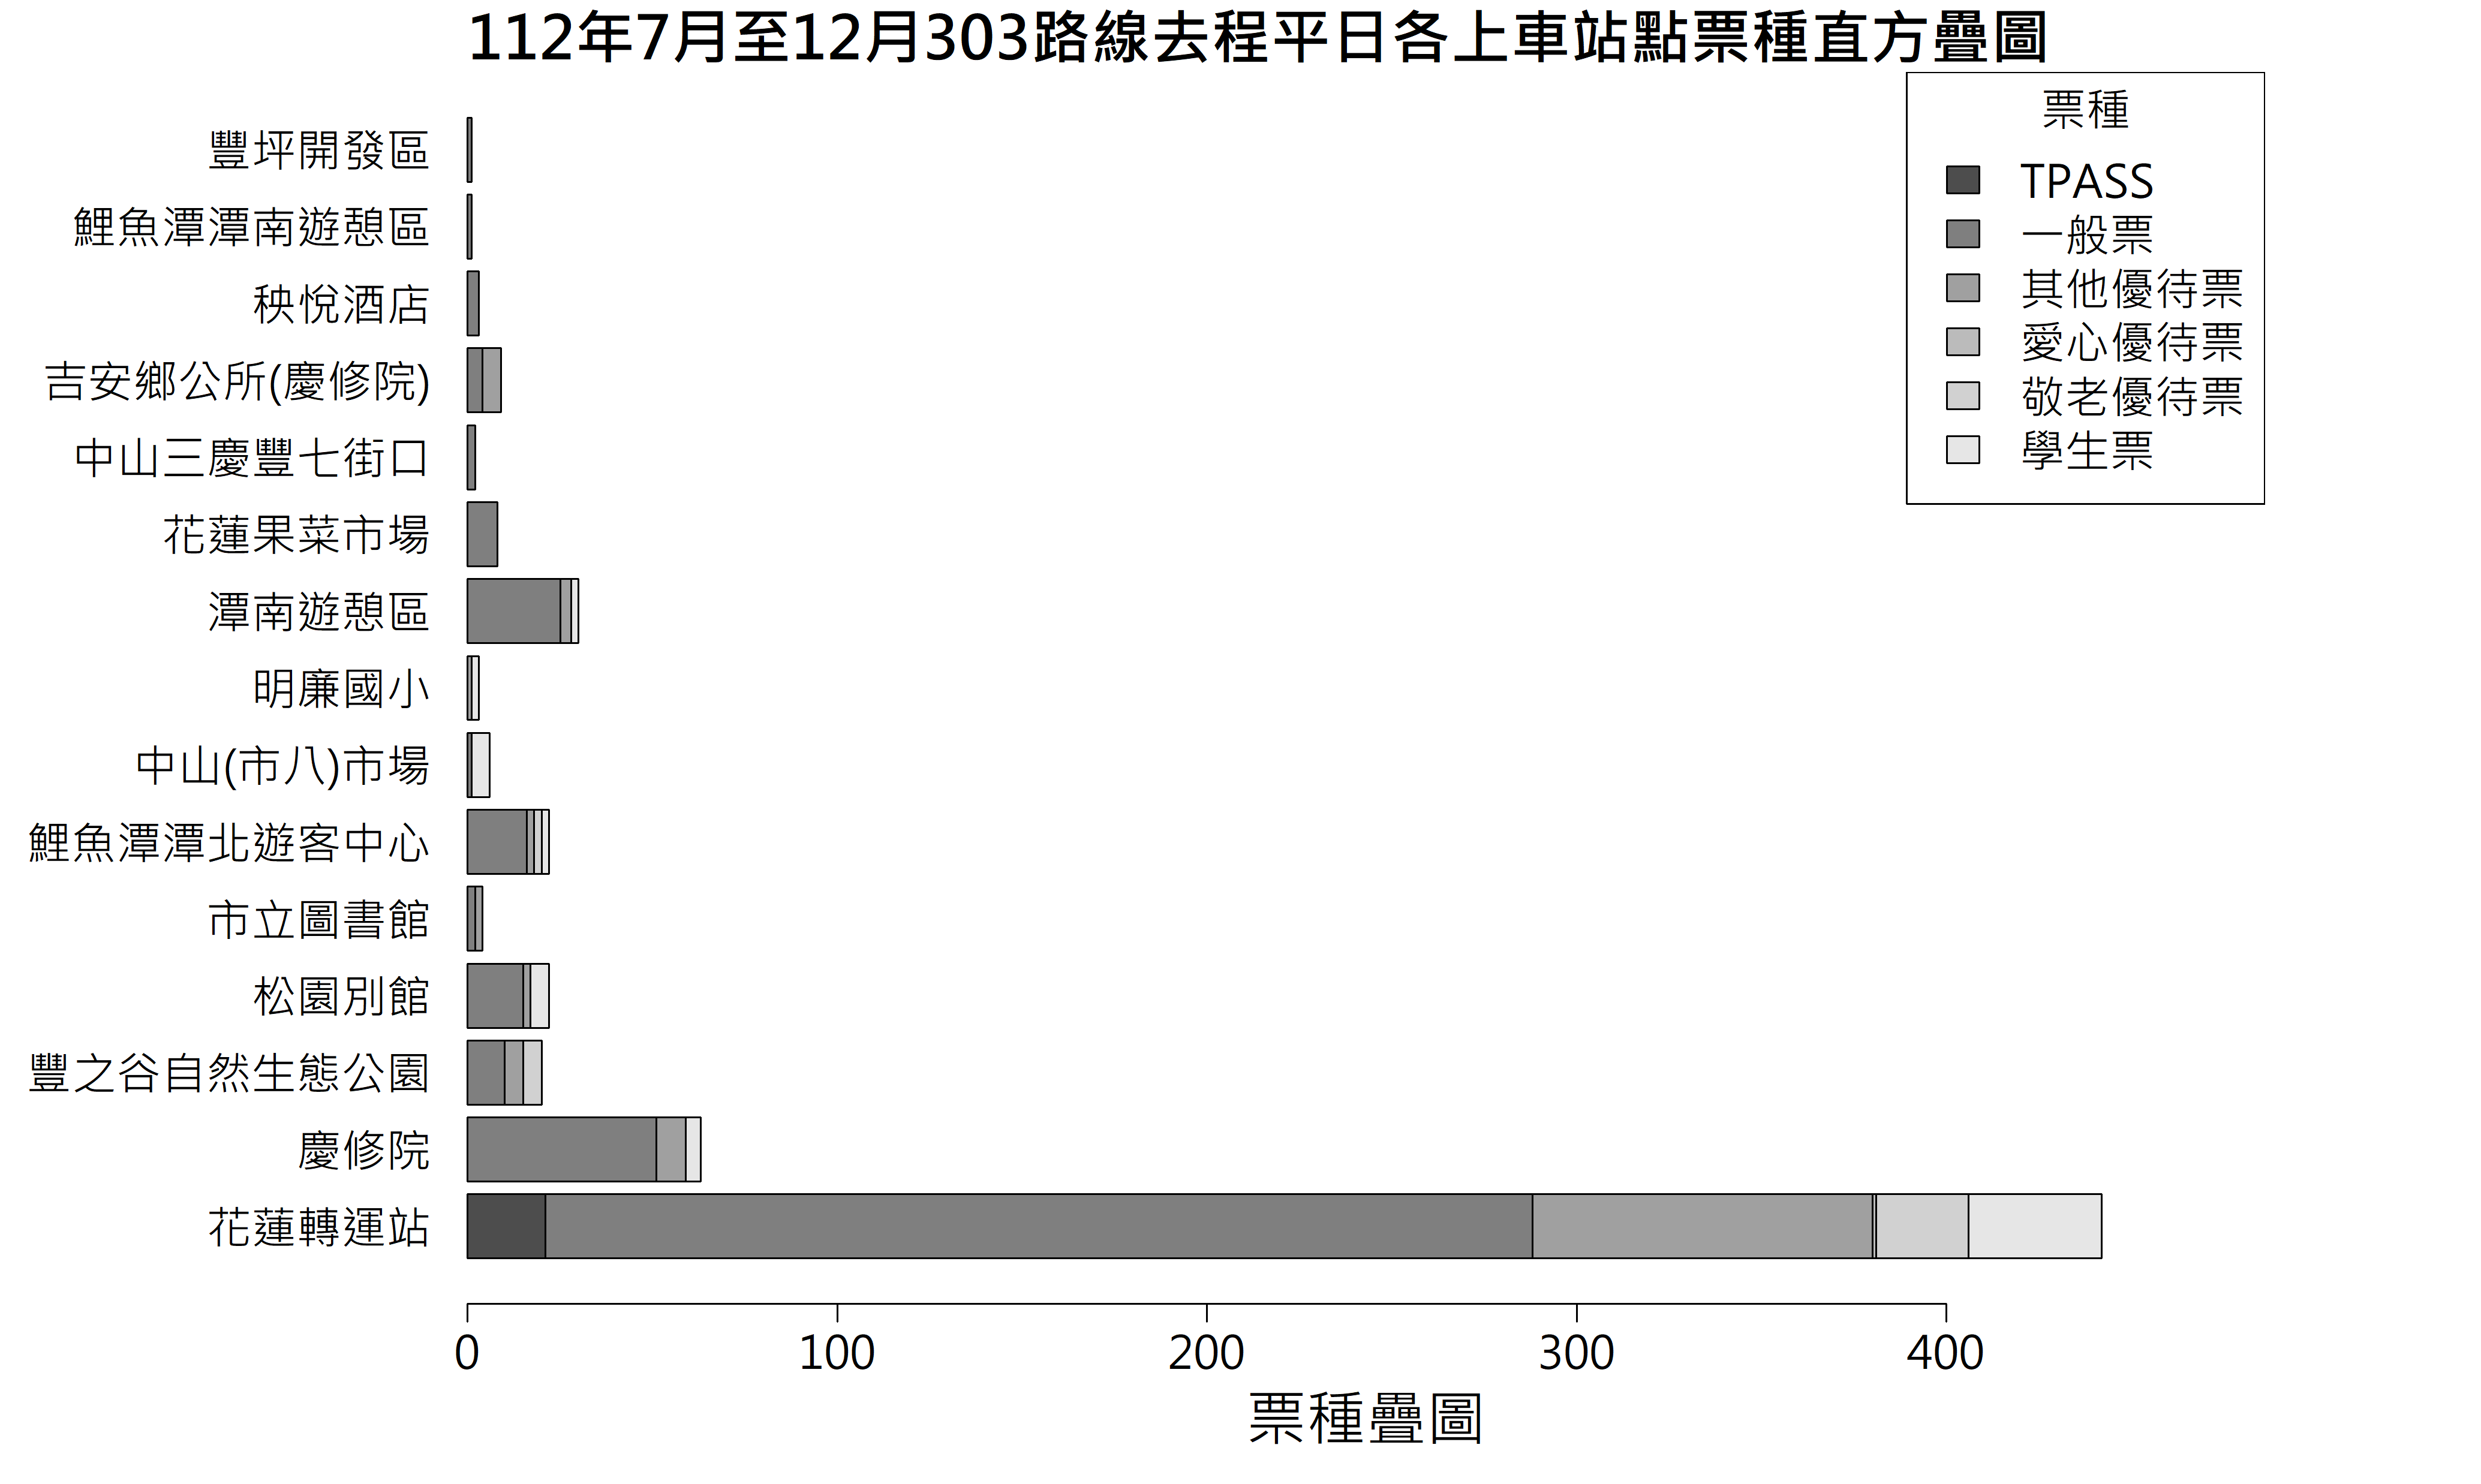 112年7月至12月303路線去程平日各上車站點票種直方疊圖
票種
TPASS
一般票
其他優待票
愛心優待票
敬老優待票
學生票
豐坪開發區
鯉魚潭潭南遊憩區
秧悅酒店
吉安鄉公所(慶修院)
中山三慶豐七街口
花蓮果菜市場
潭南遊憩區
明廉國小
中山(市八)市場
鯉魚潭潭北遊客中心
市立圖書館
松園別館
豐之谷自然生態公園
慶修院
花蓮轉運站
0 100 200 300 400
票種疊圖